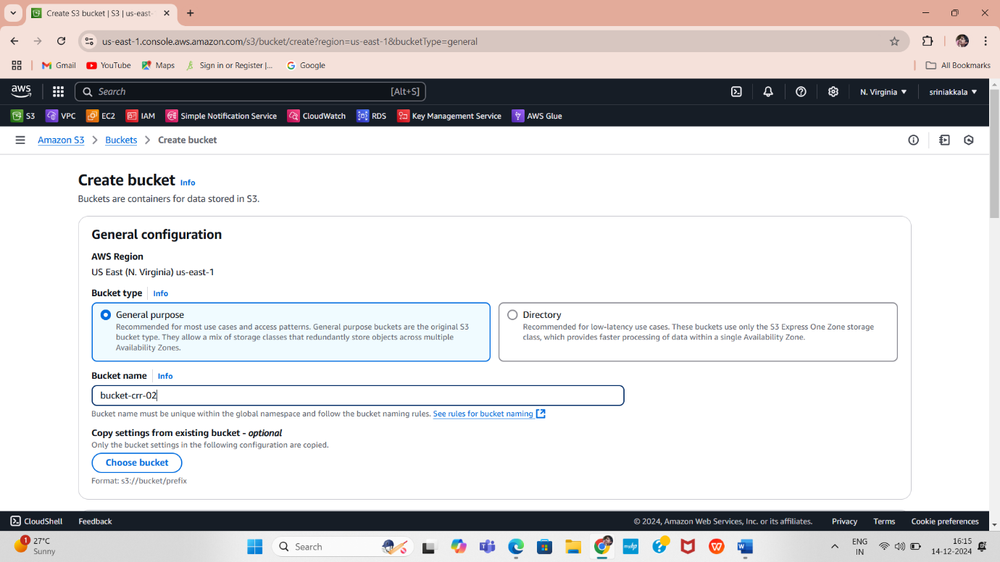 Create S3 bucket | S3 | us-east-
us-east-1.console.aws.amazon.com/s3/bucket/create?region=us-east-1&bucketType=general
Gmail YouTube Maps Sign in or Register |... Google All Bookmarks
aws Search [Alt+S] N. Virginia sriniakkala
S3 VPC EC2 IAM Simple Notification Service CloudWatch RDS Key Management Service AWS Glue
Amazon S3 Buckets Create bucket
Create bucket Info
Buckets are containers for data stored in S3.
General configuration
AWS Region
US East (N. Virginia) us-east-1
Bucket type Info
General purpose
Recommended for most use cases and access patterns. General purpose buckets are the original S3
bucket type. They allow a mix of storage classes that redundantly store objects across multiple
Availability Zones.
Directory
Recommended for low-latency use cases. These buckets use only the S3 Express One Zone storage
class, which provides faster processing of data within a single Availability Zone.
Bucket name Info
bucket-crr-02
Bucket name must be unique within the global namespace and follow the bucket naming rules. See rules for bucket naming
Copy settings from existing bucket - optional
Only the bucket settings in the following configuration are copied.
Choose bucket
Format: s3://bucket/prefix
CloudShell Feedback © 2024, Amazon Web Services, Inc. or its affiliates. Privacy Terms Cookie preferences
1 27°C
Sunny
Search
ENG
IN
16:15
14-12-2024